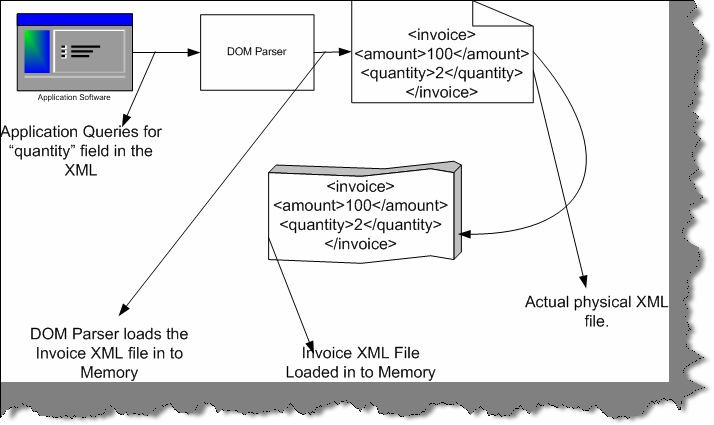 Application Software
DOM Parser
<invoice>
<amount>100</amount>
<quantity>2</quantity>
</invoice>
Application Queries for
“quantity” field in the
XML
<invoice>
<amount>100</amount>
<quantity>2</quantity>
</invoice>
Actual physical XML
file.
DOM Parser loads the
Invoice XML file in to
Memory
Invoice XML File
Loaded in to Memory